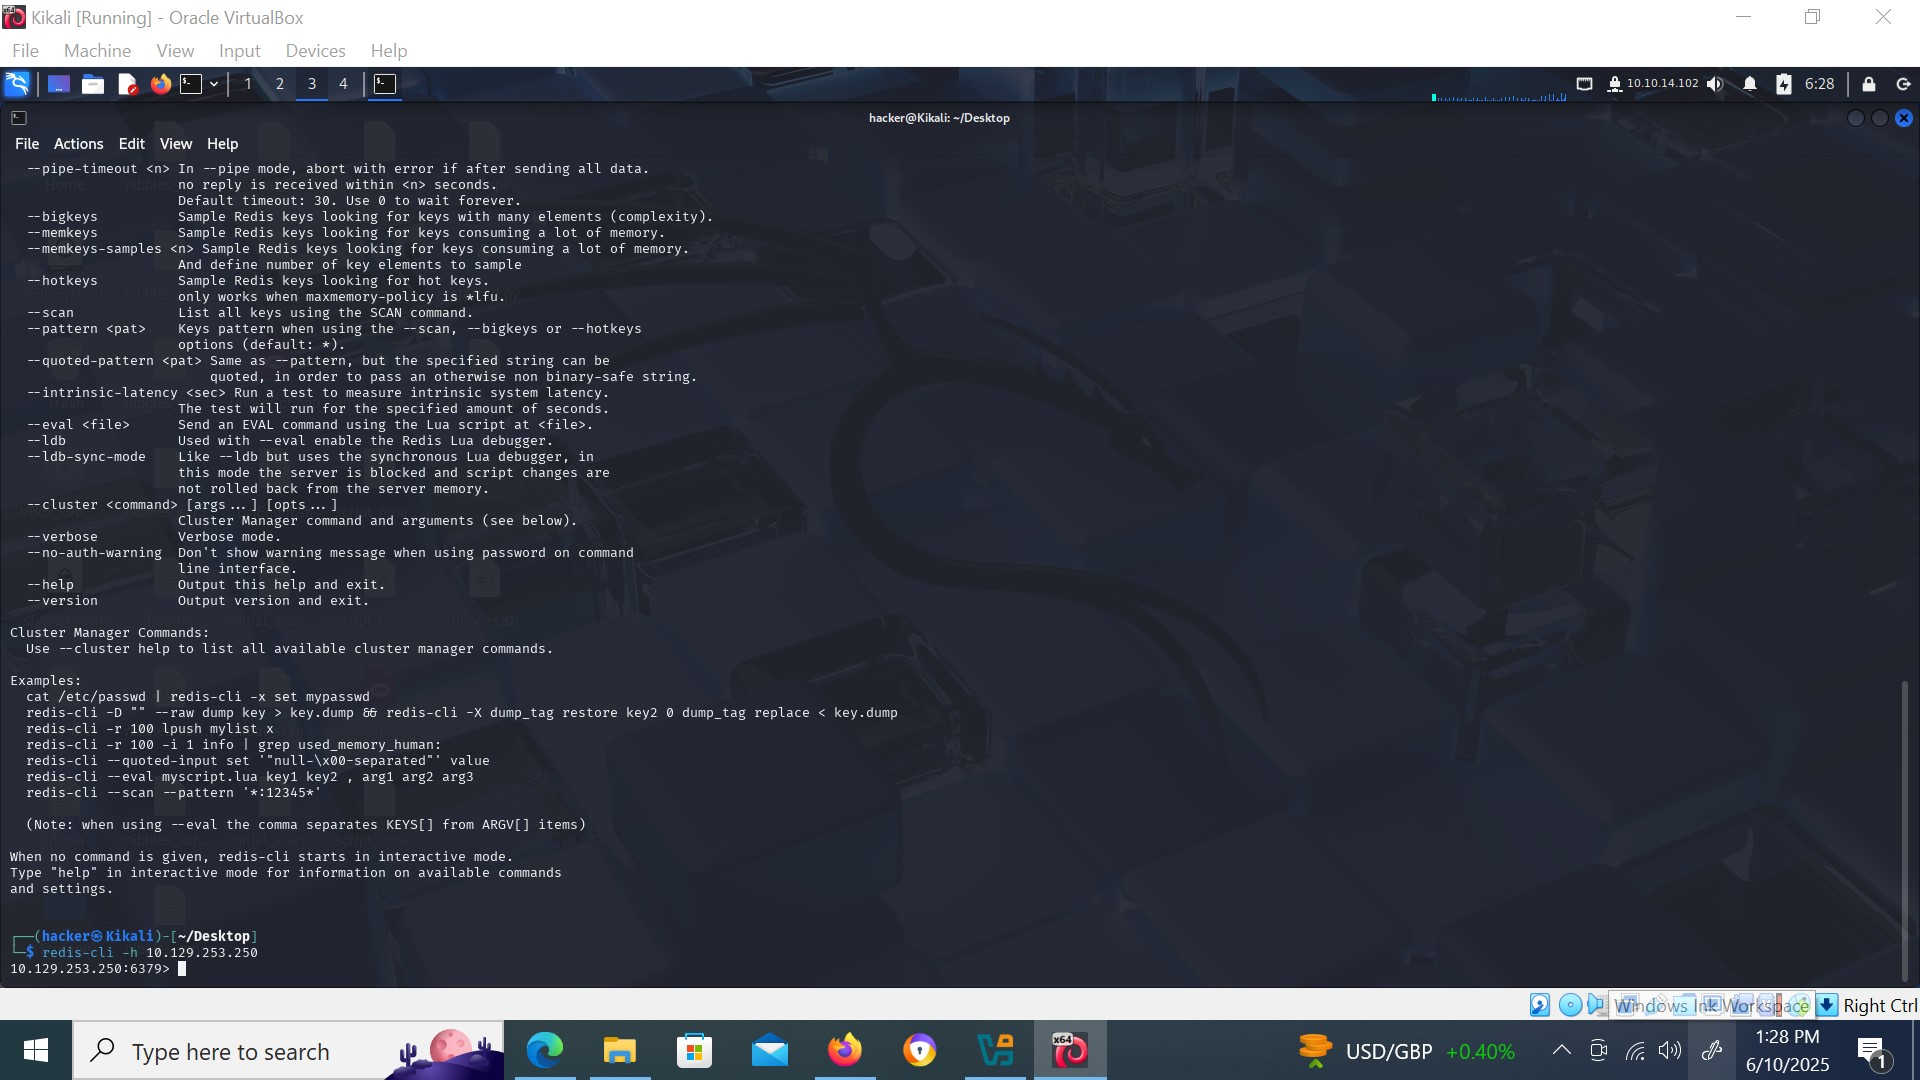 Kikali [Running] - Oracle VirtualBox
File Machine View Input Devices Help
1 2 3 4
10.10.14.102 6:28
hacker@Kikali: ~/Desktop
File Actions Edit View Help
--pipe-timeout <n> In --pipe mode, abort with error if after sending all data.
no reply is received within <n> seconds.
Default timeout: 30. Use 0 to wait forever.
--bigkeys Sample Redis keys looking for keys with many elements (complexity).
--memkeys Sample Redis keys looking for keys consuming a lot of memory.
--memkeys-samples <n> Sample Redis keys looking for keys consuming a lot of memory.
And define number of key elements to sample
--hotkeys Sample Redis keys looking for hot keys.
only works when maxmemory-policy is *lfu.
--scan List all keys using the SCAN command.
--pattern <pat> Keys pattern when using the --scan, --bigkeys or --hotkeys
options (default: *).
--quoted-pattern <pat> Same as --pattern, but the specified string can be
quoted, in order to pass an otherwise non binary-safe string.
--intrinsic-latency <sec> Run a test to measure intrinsic system latency.
The test will run for the specified amount of seconds.
--eval <file> Send an EVAL command using the Lua script at <file>.
--ldb Used with --eval enable the Redis Lua debugger.
--ldb-sync-mode Like --ldb but uses the synchronous Lua debugger, in
this mode the server is blocked and script changes are
not rolled back from the server memory.
--cluster <command> [args...] [opts...]
Cluster Manager command and arguments (see below).
--verbose Verbose mode.
--no-auth-warning Don't show warning message when using password on command
line interface.
--help Output this help and exit.
--version Output version and exit.
Cluster Manager Commands:
Use --cluster help to list all available cluster manager commands.
Examples:
cat /etc/passwd | redis-cli -x set mypasswd
redis-cli -D "" --raw dump key > key.dump && redis-cli -X dump_tag restore key2 0 dump_tag replace < key.dump
redis-cli -r 100 lpush mylist x
redis-cli -r 100 -i 1 info | grep used_memory_human:
redis-cli --quoted-input set '"null-\x00-separated"' value
redis-cli --eval myscript.lua key1 key2 , arg1 arg2 arg3
redis-cli --scan --pattern '*:12345*'
(Note: when using --eval the comma separates KEYS[] from ARGV[] items)
When no command is given, redis-cli starts in interactive mode.
Type "help" in interactive mode for information on available commands
and settings.
┌──(hacker㉿Kikali)-[~/Desktop]
└─$ redis-cli -h 10.129.253.250
10.129.253.250:6379>
Windows Ink Workspace Right Ctrl
Type here to search
x64
USD/GBP +0.40%
1:28 PM
6/10/2025
1